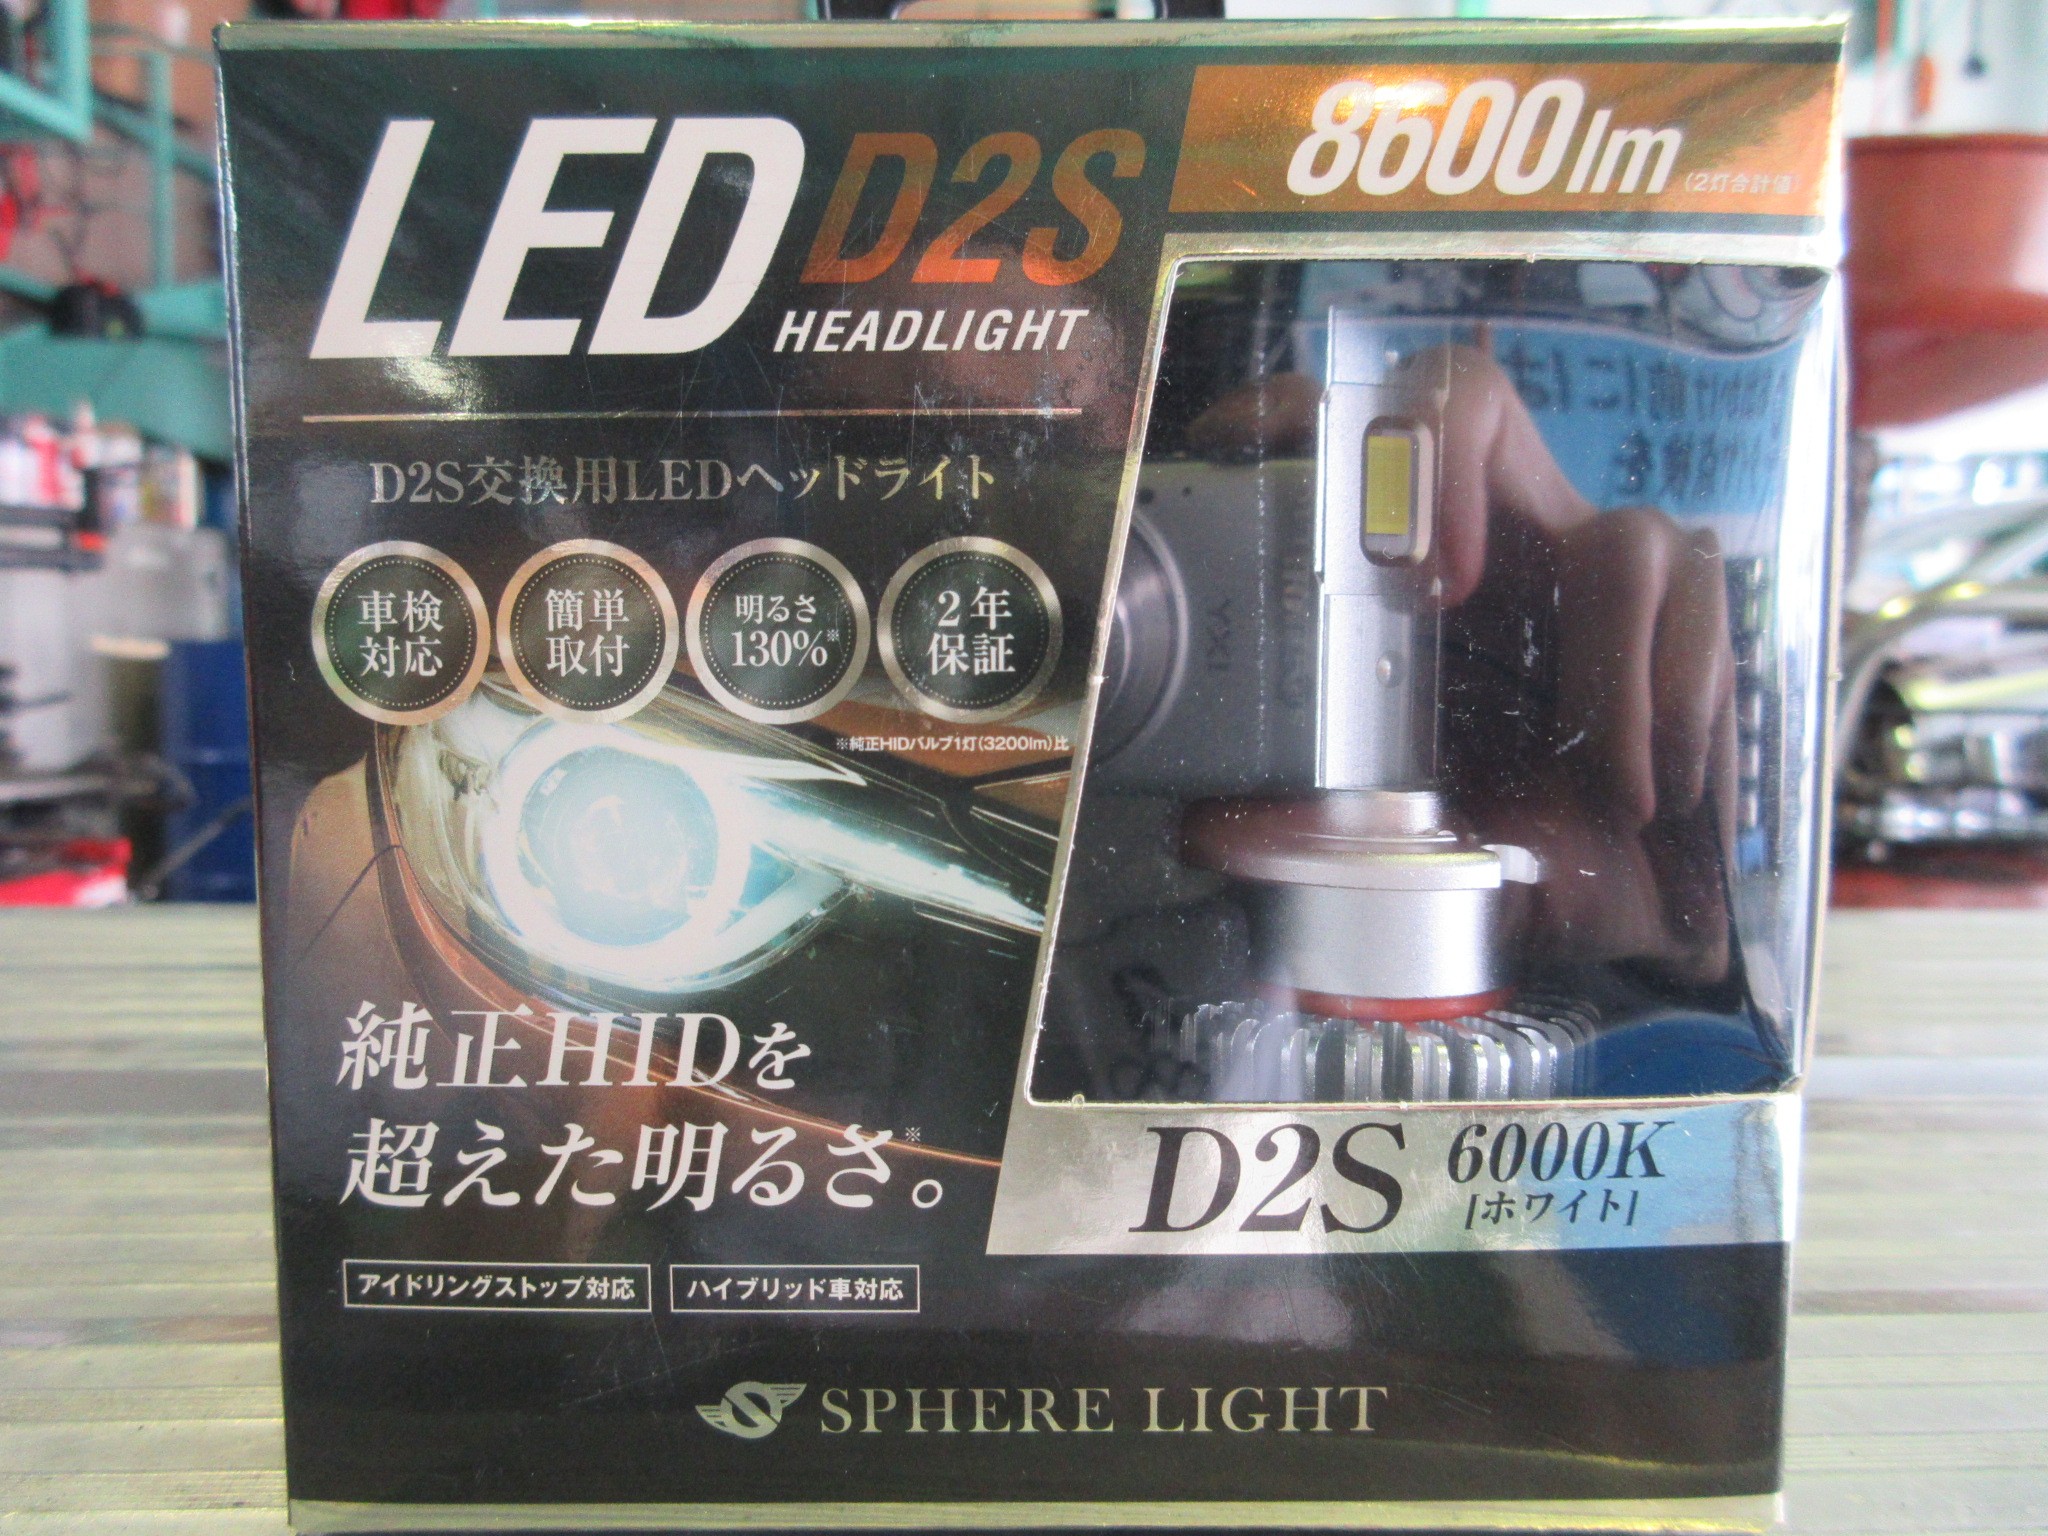 LED D2S
HEADLIGHT
8600lm
(2灯合計値)
D2S交換用LEDヘッドライト
車検
対応
簡単
取付
明るさ
130%※
2年
保証
※純正HIDバルブ1灯(3200lm)比
純正HIDを
超えた明るさ※。
D2S 6000K
[ホワイト]
アイドリングストップ対応 ハイブリッド車対応
SPHERE LIGHT